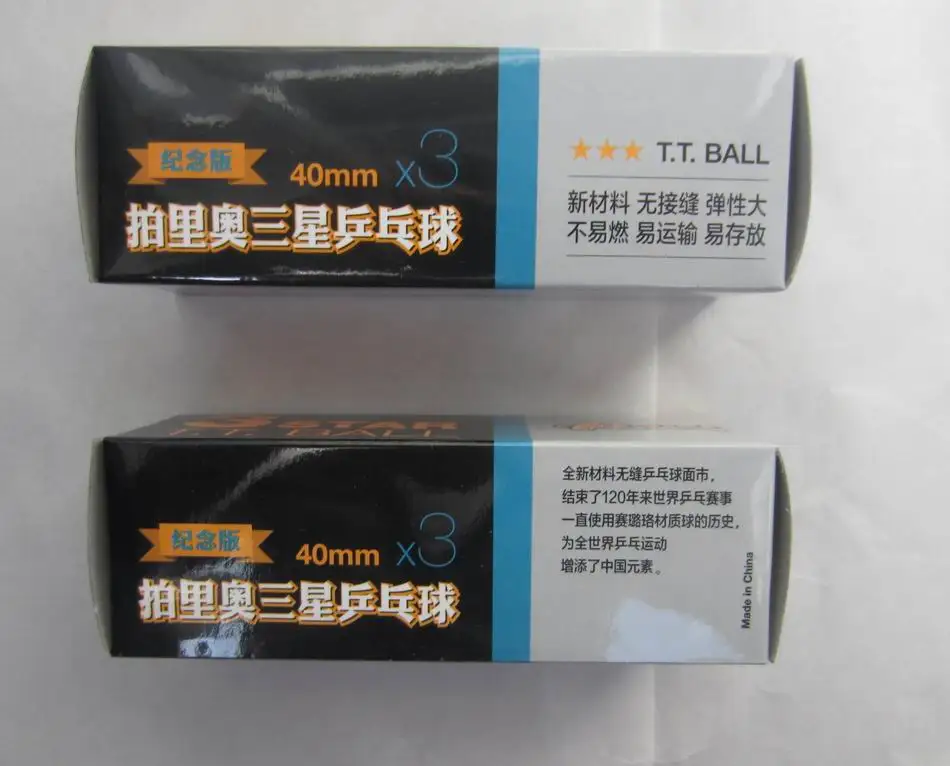 纪念版
40mm x3
拍里奥三星乒乓球
★★★ T.T. BALL
新材料 无接缝 弹性大
不易燃 易运输 易存放
STAR
T.T. BALL
纪念版
40mm x3
拍里奥三星乒乓球
全新材料无缝乒乓球面市，
结束了120年来世界乒乓赛事
一直使用赛璐珞材质球的历史，
为全世界乒乓运动
增添了中国元素。
Made in China